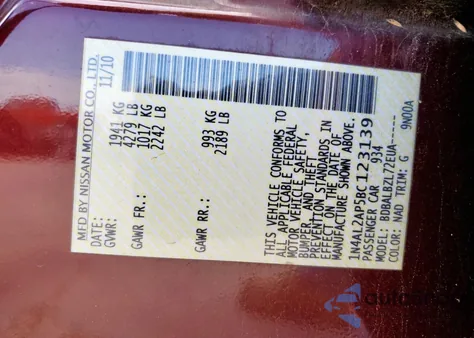 MFD BY NISSAN MOTOR CO., LTD.
DATE: 11/10
GVWR: 1941 KG
4279 LB
GAWR FR.: 1017 KG
2242 LB
GAWR RR.: 993 KG
2189 LB
THIS VEHICLE CONFORMS TO
ALL APPLICABLE FEDERAL
MOTOR VEHICLE SAFETY,
BUMPER, AND THEFT
PREVENTION STANDARDS IN
EFFECT ON THE DATE OF
MANUFACTURE SHOWN ABOVE.
1N4AL2AP5BC123139
PASSENGER CAR 934
MODEL: BDBALBZL72EUA-----
COLOR: NAD TRIM: G 9N0DA